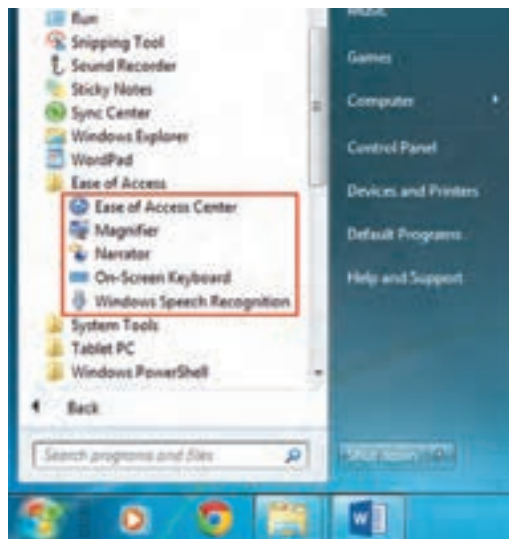 Run
Snipping Tool
Sound Recorder
Sticky Notes
Sync Center
Windows Explorer
WordPad
Ease of Access
Ease of Access Center
Magnifier
Narrator
On-Screen Keyboard
Windows Speech Recognition
System Tools
Tablet PC
Windows PowerShell
Back
Search programs and files
Music
Games
Computer
Control Panel
Devices and Printers
Default Programs
Help and Support